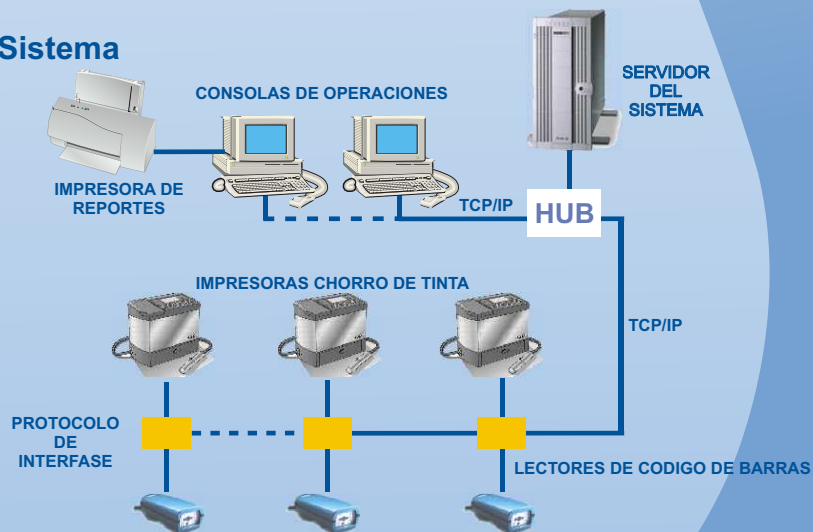 Sistema
CONSOLAS DE OPERACIONES
SERVIDOR
DEL
SISTEMA
IMPRESORA DE
REPORTES
TCP/IP
HUB
IMPRESORAS CHORRO DE TINTA
TCP/IP
PROTOCOLO
DE
INTERFASE
LECTORES DE CODIGO DE BARRAS